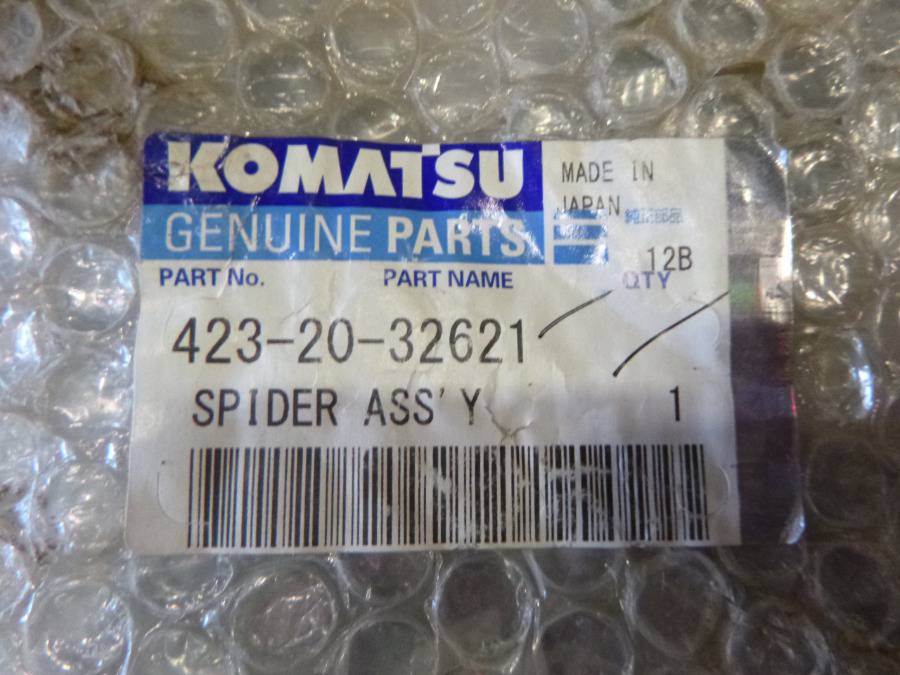 KOMATSU
GENUINE PARTS
MADE IN
JAPAN
12B
PART No. PART NAME QTY
423-20-32621
SPIDER ASS'Y 1